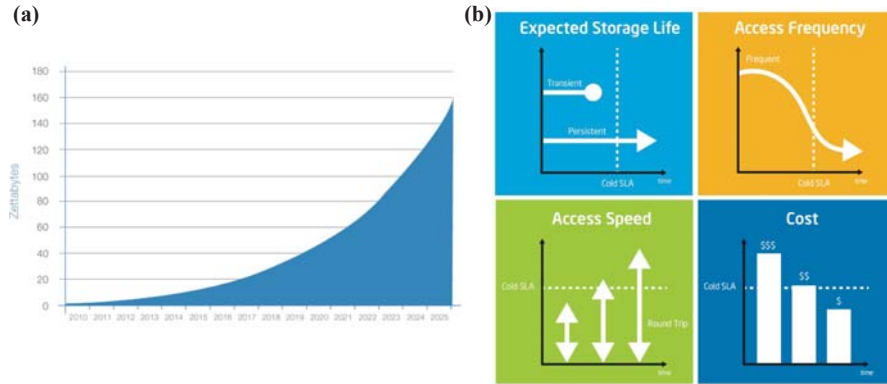 (a)
180
160
140
120
100
80
60
40
20
0
Zettabytes
2010 2011 2012 2013 2014 2015 2016 2017 2018 2019 2020 2021 2022 2023 2024 2025
(b)
Expected Storage Life
Transient
Persistent
Cold SLA
time
Access Frequency
Frequent
Cold SLA
time
Access Speed
Cold SLA
Round Trip
time
Cost
$$$
$$
$
Cold SLA
time